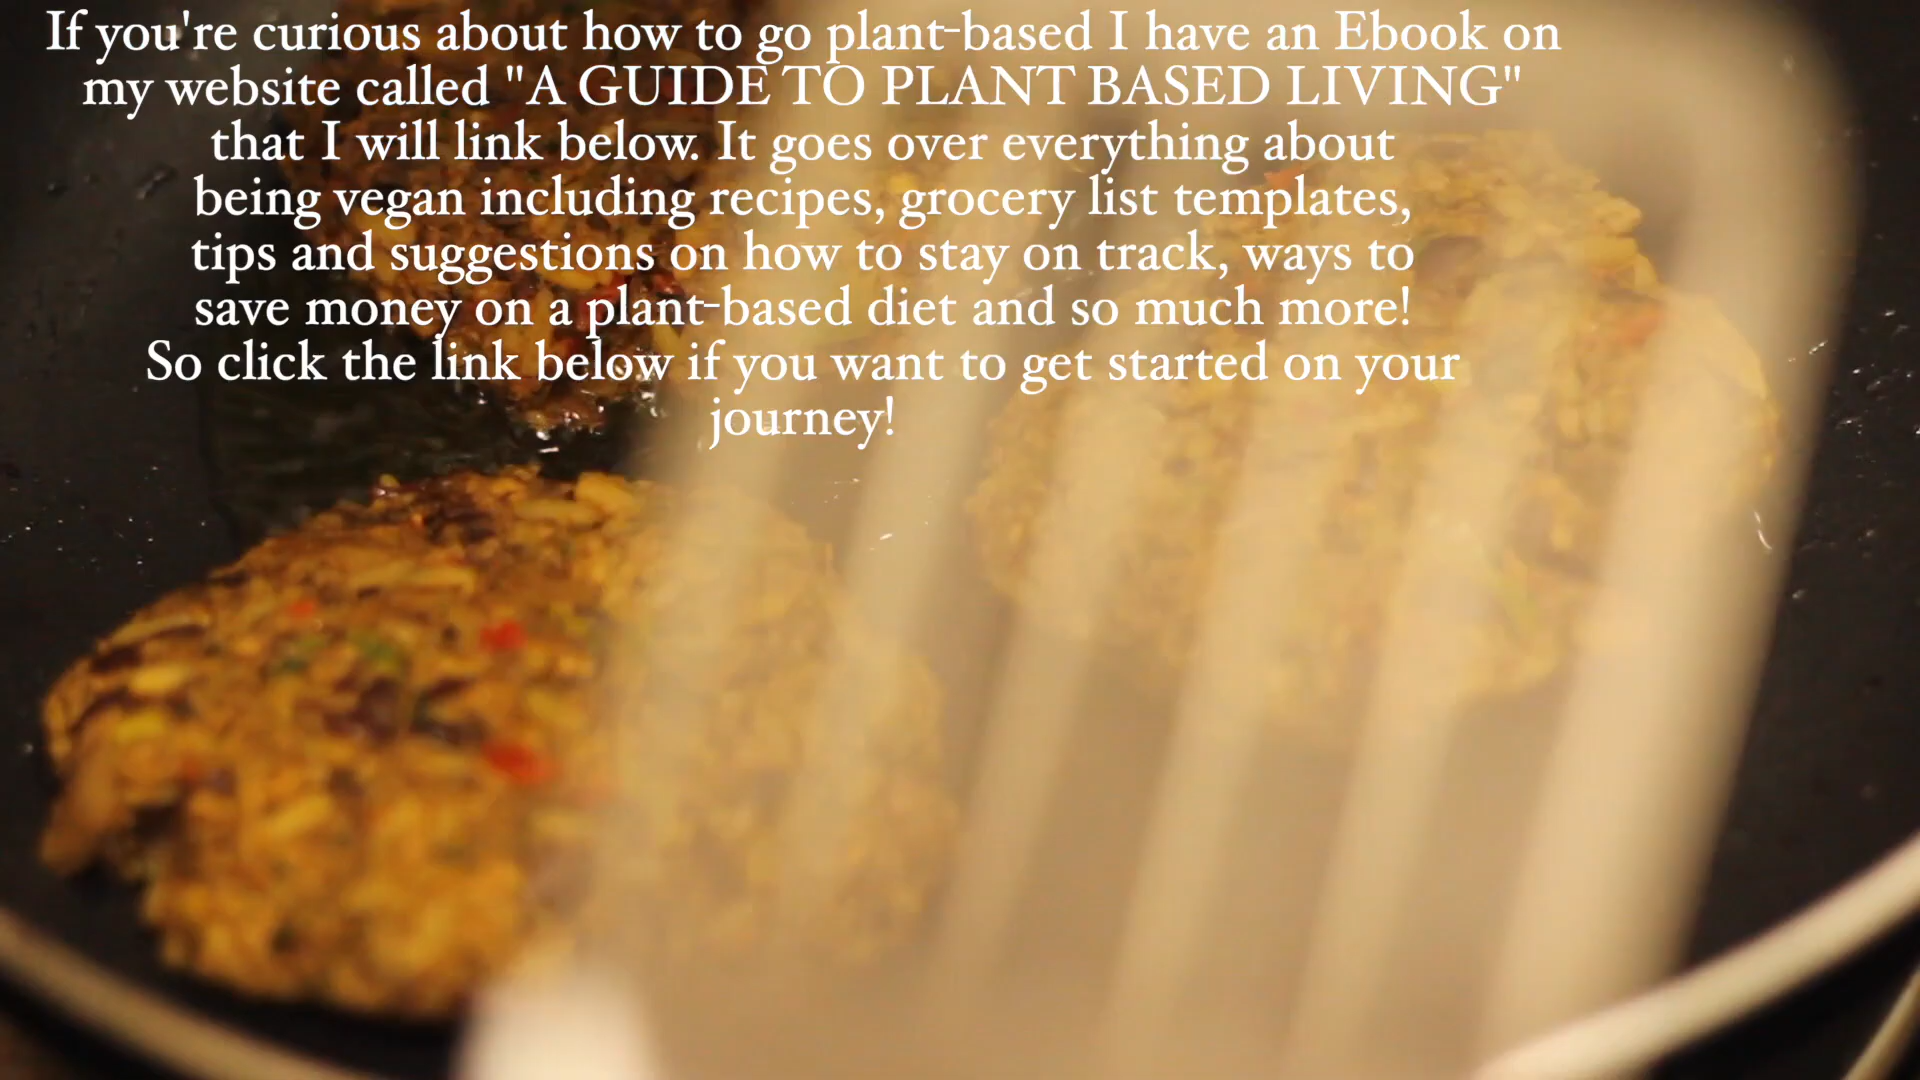 If you're curious about how to go plant-based I have an Ebook on
my website called "A GUIDE TO PLANT BASED LIVING"
that I will link below. It goes over everything about
being vegan including recipes, grocery list templates,
tips and suggestions on how to stay on track, ways to
save money on a plant-based diet and so much more!
So click the link below if you want to get started on your
journey!